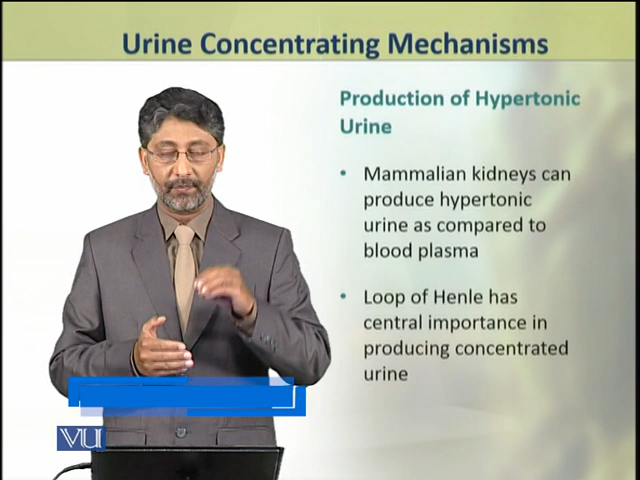 Urine Concentrating Mechanisms
Production of Hypertonic
Urine
• Mammalian kidneys can
produce hypertonic
urine as compared to
blood plasma
• Loop of Henle has
central importance in
producing concentrated
urine
VU